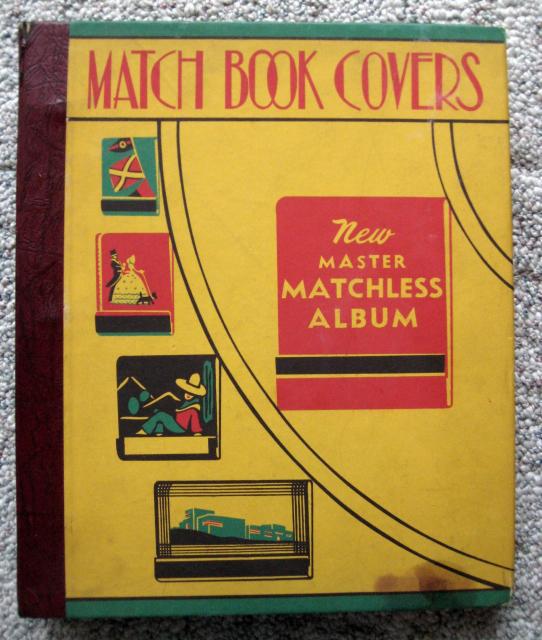 MATCH BOOK COVERS
New
MASTER
MATCHLESS
ALBUM